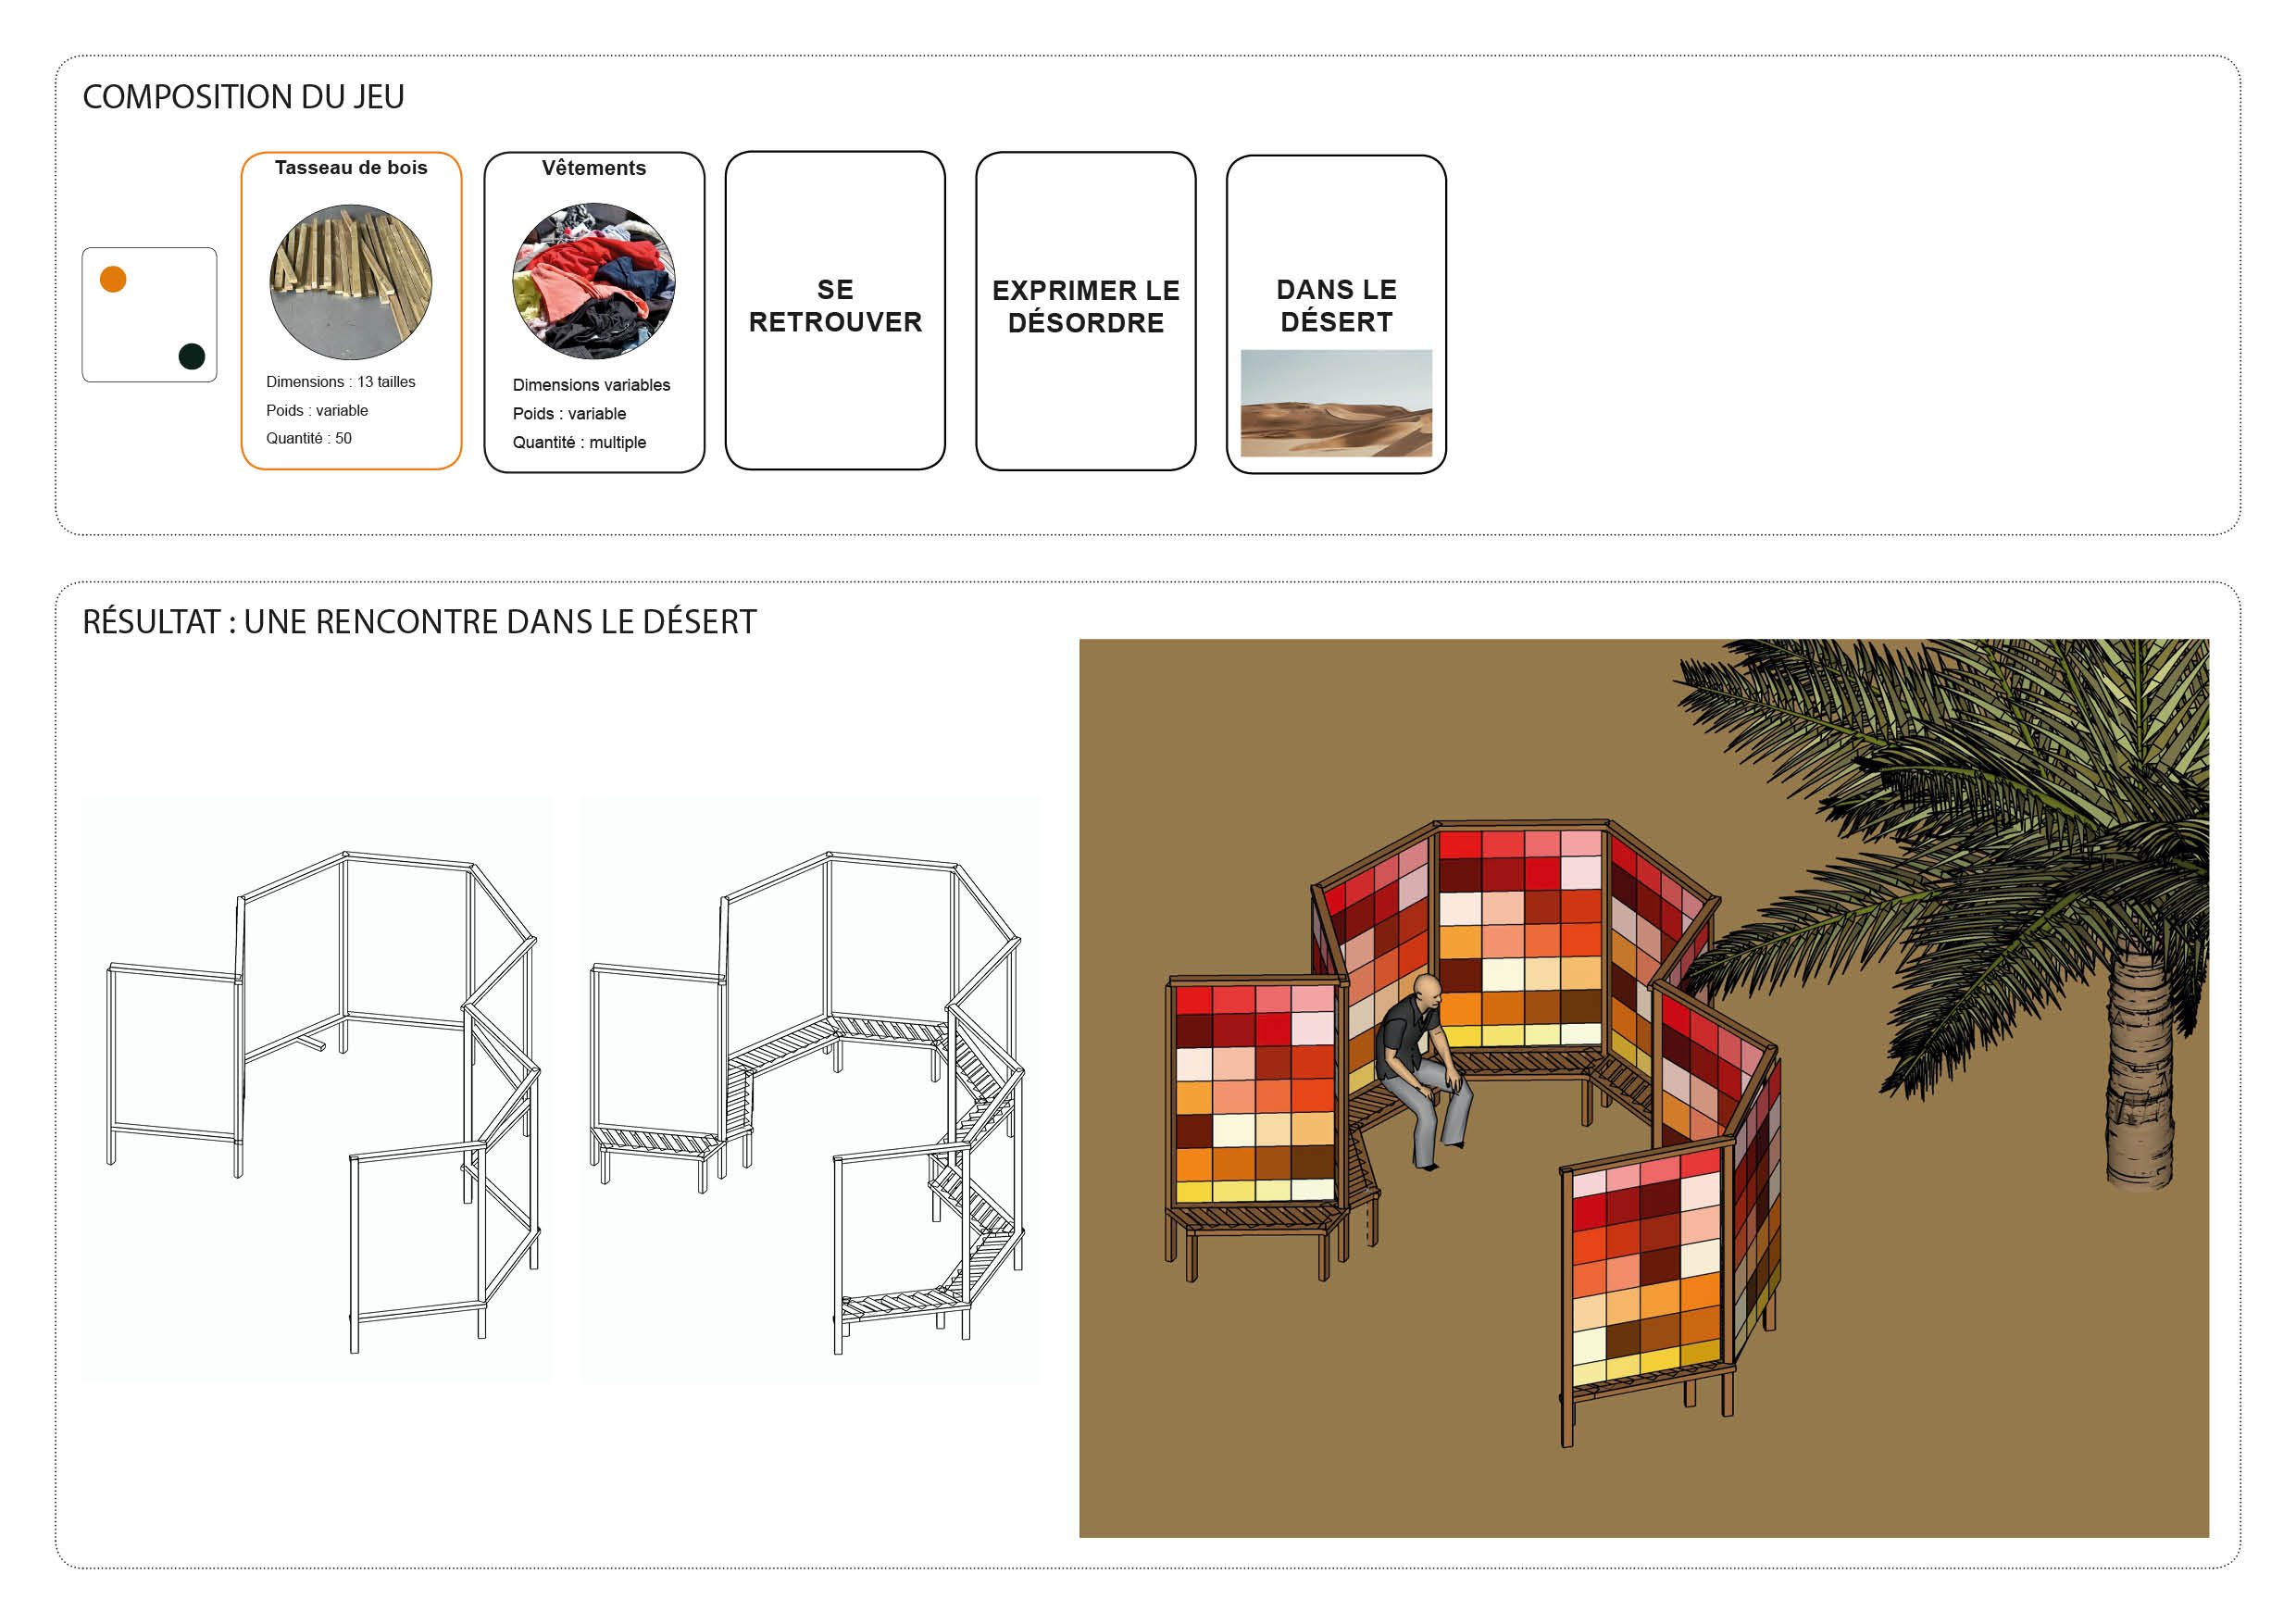 COMPOSITION DU JEU
Tasseau de bois
Dimensions : 13 tailles
Poids : variable
Quantité : 50
Vêtements
Dimensions variables
Poids : variable
Quantité : multiple
SE
RETROUVER
EXPRIMER LE
DÉSORDRE
DANS LE
DÉSERT
RÉSULTAT : UNE RENCONTRE DANS LE DÉSERT